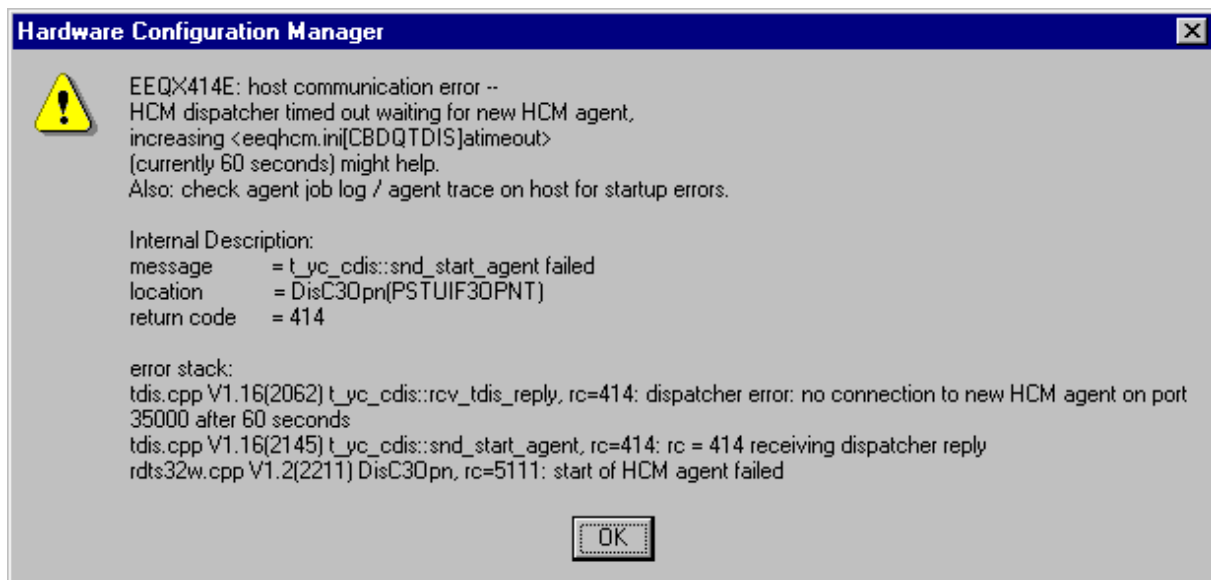 Hardware Configuration Manager
EEQX414E: host communication error --
HCM dispatcher timed out waiting for new HCM agent,
increasing <eeqhcm.ini[CBDQTDIS]atimeout>
(currently 60 seconds) might help.
Also: check agent job log / agent trace on host for startup errors.
Internal Description:
message = t_yc_cdis::snd_start_agent failed
location = DisC3Opn(PSTUIF3OPNT)
return code = 414
error stack:
tdis.cpp V1.16(2062) t_yc_cdis::rcv_tdis_reply, rc=414: dispatcher error: no connection to new HCM agent on port
35000 after 60 seconds
tdis.cpp V1.16(2145) t_yc_cdis::snd_start_agent, rc=414: rc = 414 receiving dispatcher reply
rdts32w.cpp V1.2(2211) DisC3Opn, rc=5111: start of HCM agent failed
OK